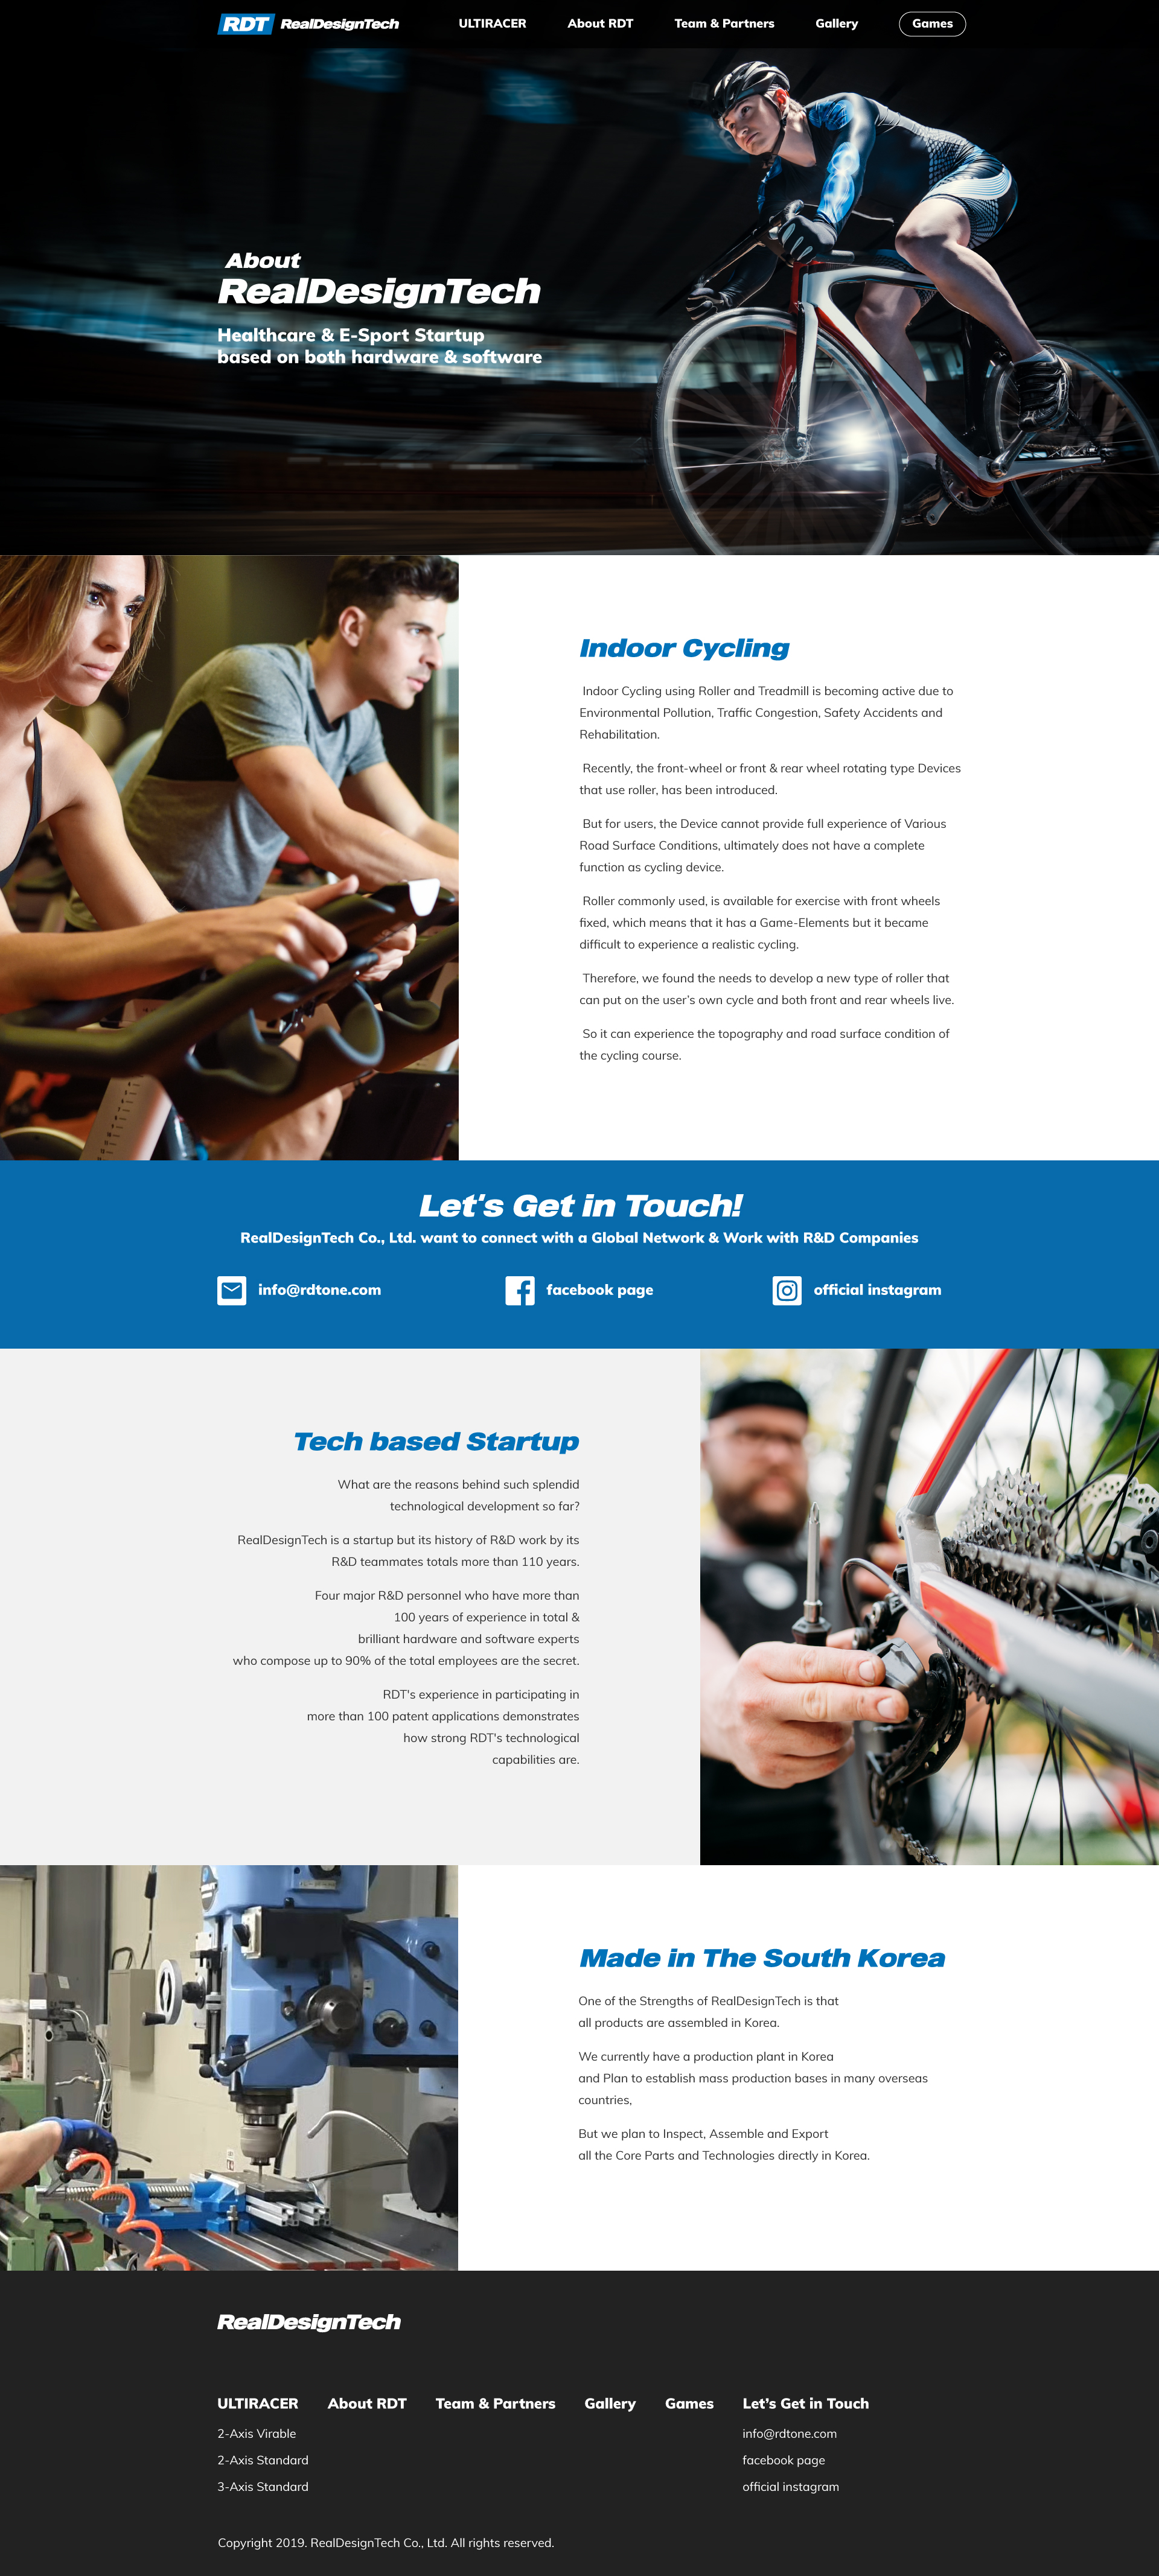 RDT RealDesignTech ULTIRACER About RDT Team & Partners Gallery Games
About
RealDesignTech
Healthcare & E-Sport Startup
based on both hardware & software
Indoor Cycling
Indoor Cycling using Roller and Treadmill is becoming active due to
Environmental Pollution, Traffic Congestion, Safety Accidents and
Rehabilitation.
Recently, the front-wheel or front & rear wheel rotating type Devices
that use roller, has been introduced.
But for users, the Device cannot provide full experience of Various
Road Surface Conditions, ultimately does not have a complete
function as cycling device.
Roller commonly used, is available for exercise with front wheels
fixed, which means that it has a Game-Elements but it became
difficult to experience a realistic cycling.
Therefore, we found the needs to develop a new type of roller that
can put on the user’s own cycle and both front and rear wheels live.
So it can experience the topography and road surface condition of
the cycling course.
Let's Get in Touch!
RealDesignTech Co., Ltd. want to connect with a Global Network & Work with R&D Companies
info@rdtone.com facebook page official instagram
Tech based Startup
What are the reasons behind such splendid
technological development so far?
RealDesignTech is a startup but its history of R&D work by its
R&D teammates totals more than 110 years.
Four major R&D personnel who have more than
100 years of experience in total &
brilliant hardware and software experts
who compose up to 90% of the total employees are the secret.
RDT's experience in participating in
more than 100 patent applications demonstrates
how strong RDT's technological
capabilities are.
Made in The South Korea
One of the Strengths of RealDesignTech is that
all products are assembled in Korea.
We currently have a production plant in Korea
and Plan to establish mass production bases in many overseas
countries,
But we plan to Inspect, Assemble and Export
all the Core Parts and Technologies directly in Korea.
RealDesignTech
ULTIRACER About RDT Team & Partners Gallery Games Let’s Get in Touch
2-Axis Virable info@rdtone.com
2-Axis Standard facebook page
3-Axis Standard official instagram
Copyright 2019. RealDesignTech Co., Ltd. All rights reserved.